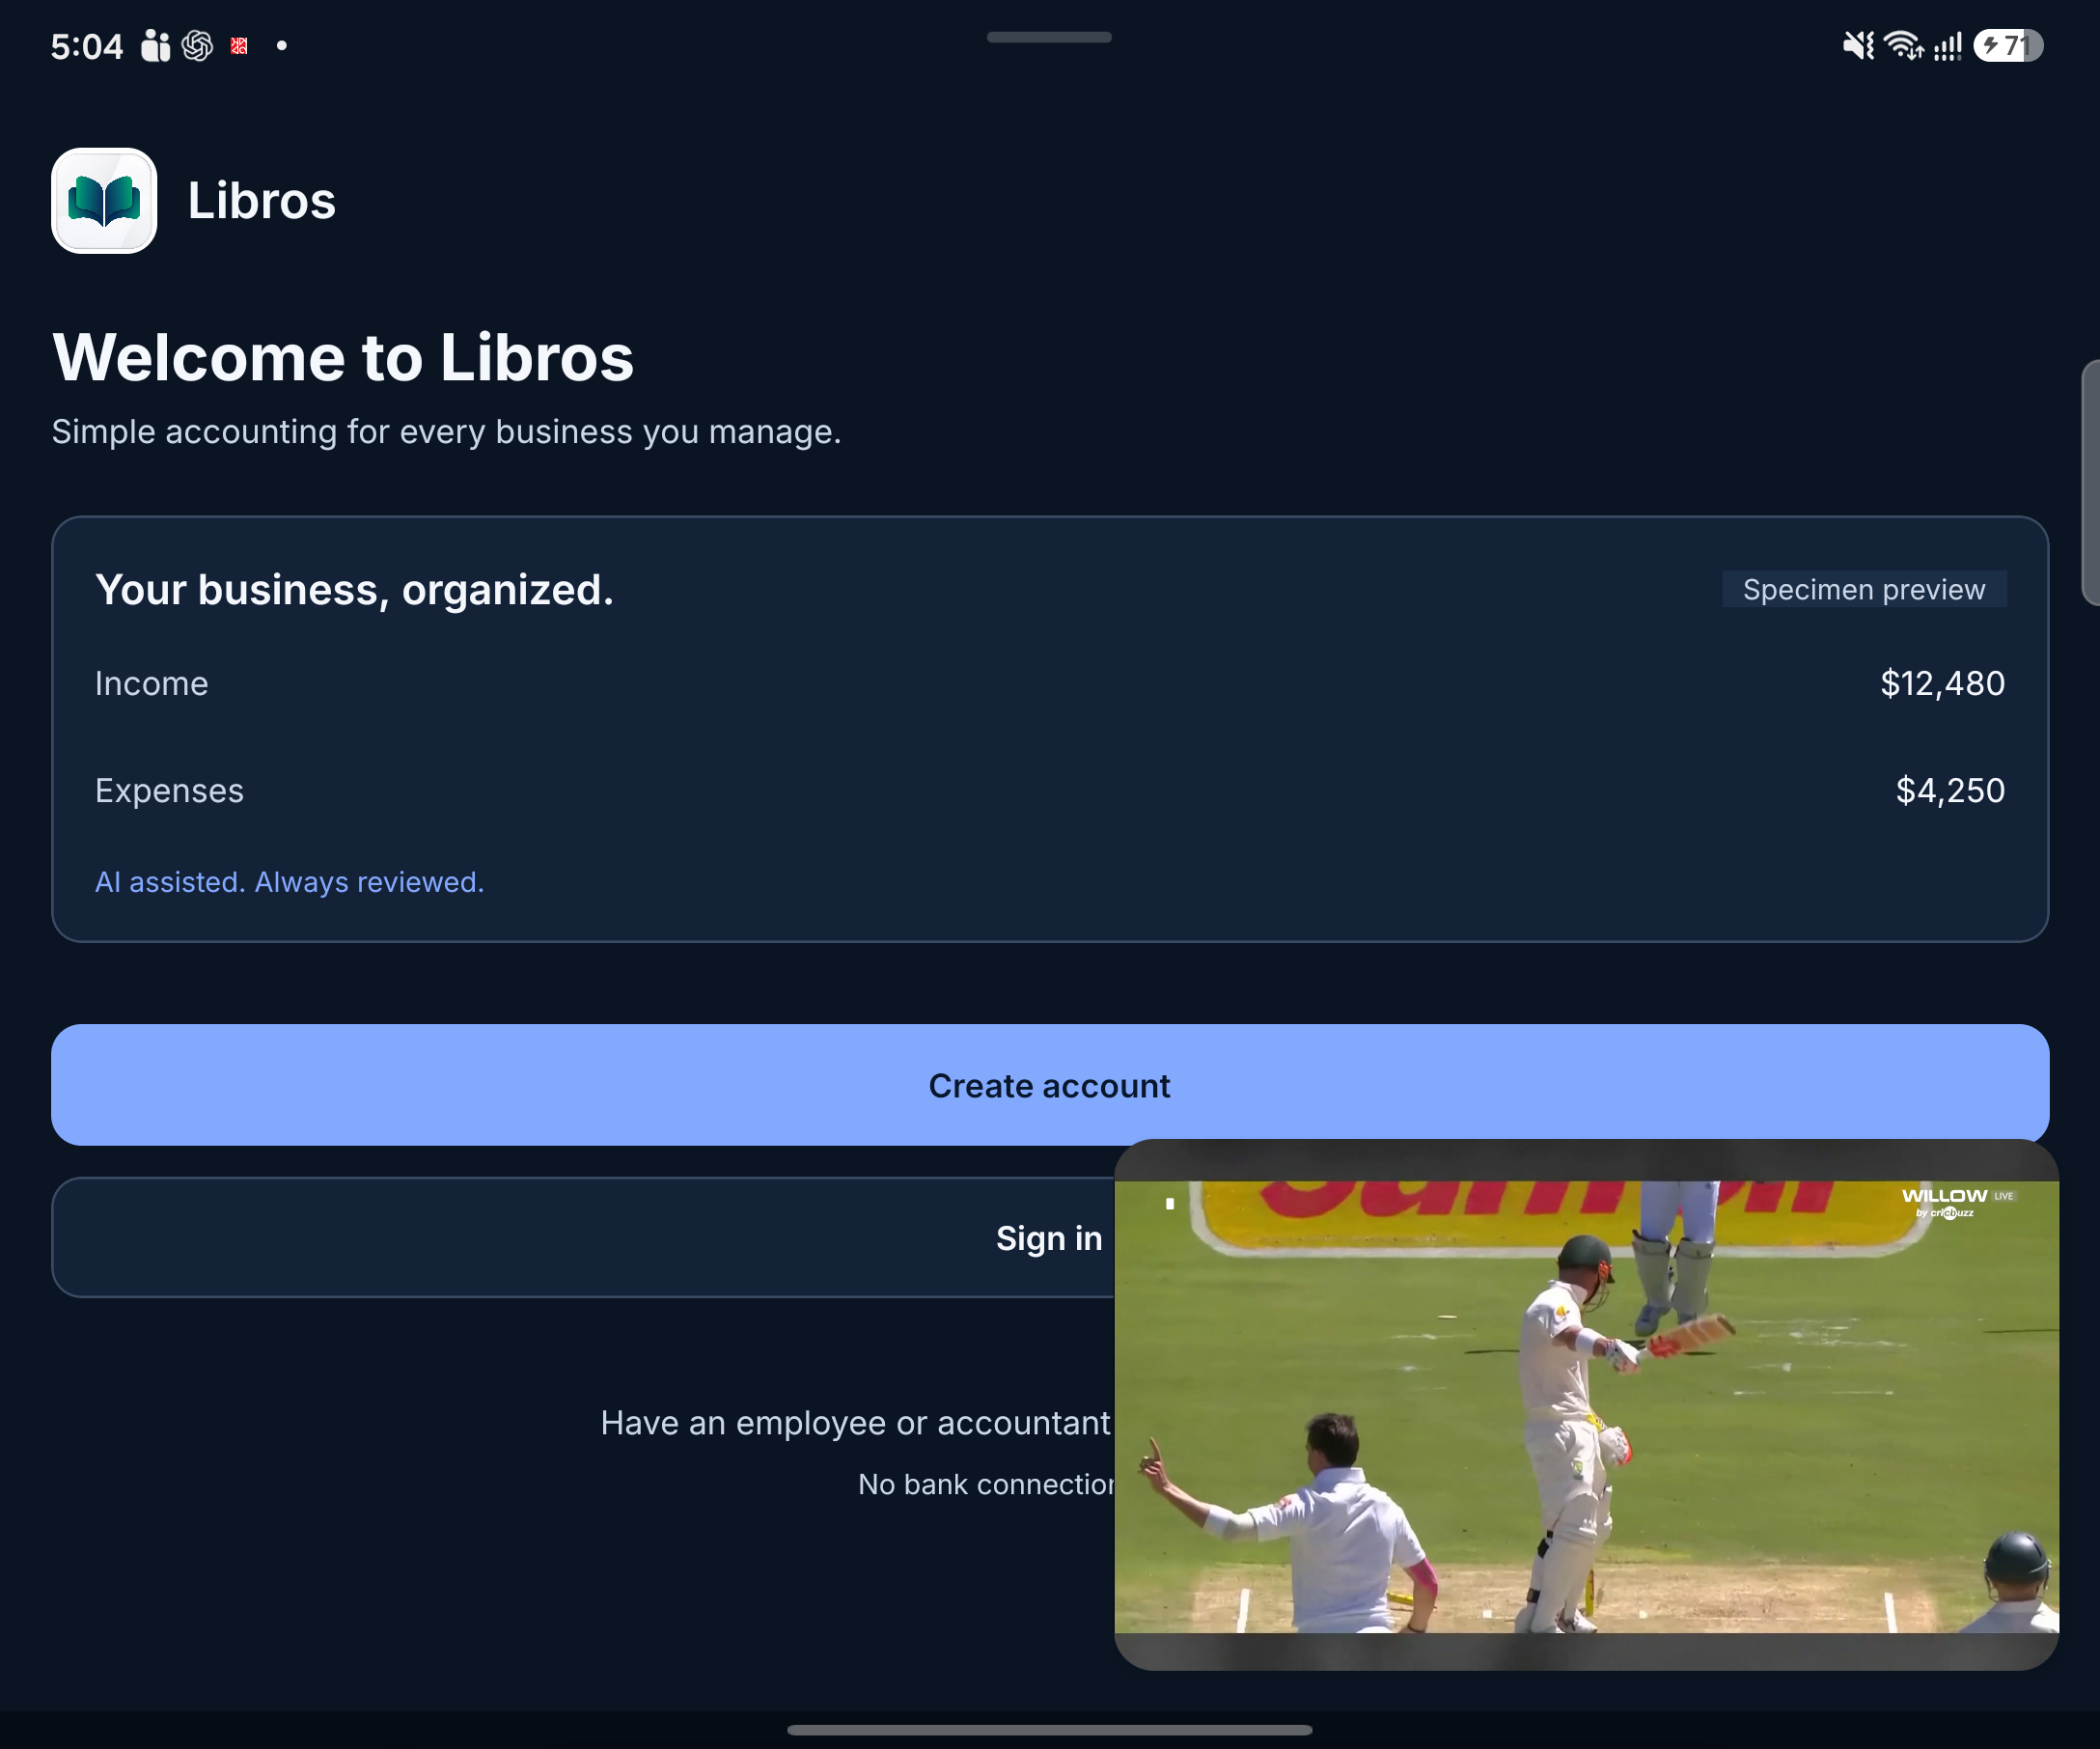 5:04
71
Libros
Welcome to Libros
Simple accounting for every business you manage.
Your business, organized.
Specimen preview
Income
$12,480
Expenses
$4,250
AI assisted. Always reviewed.
Create account
Sign in
Have an employee or accountant
No bank connection
WILLOW LIVE
by cricbuzz